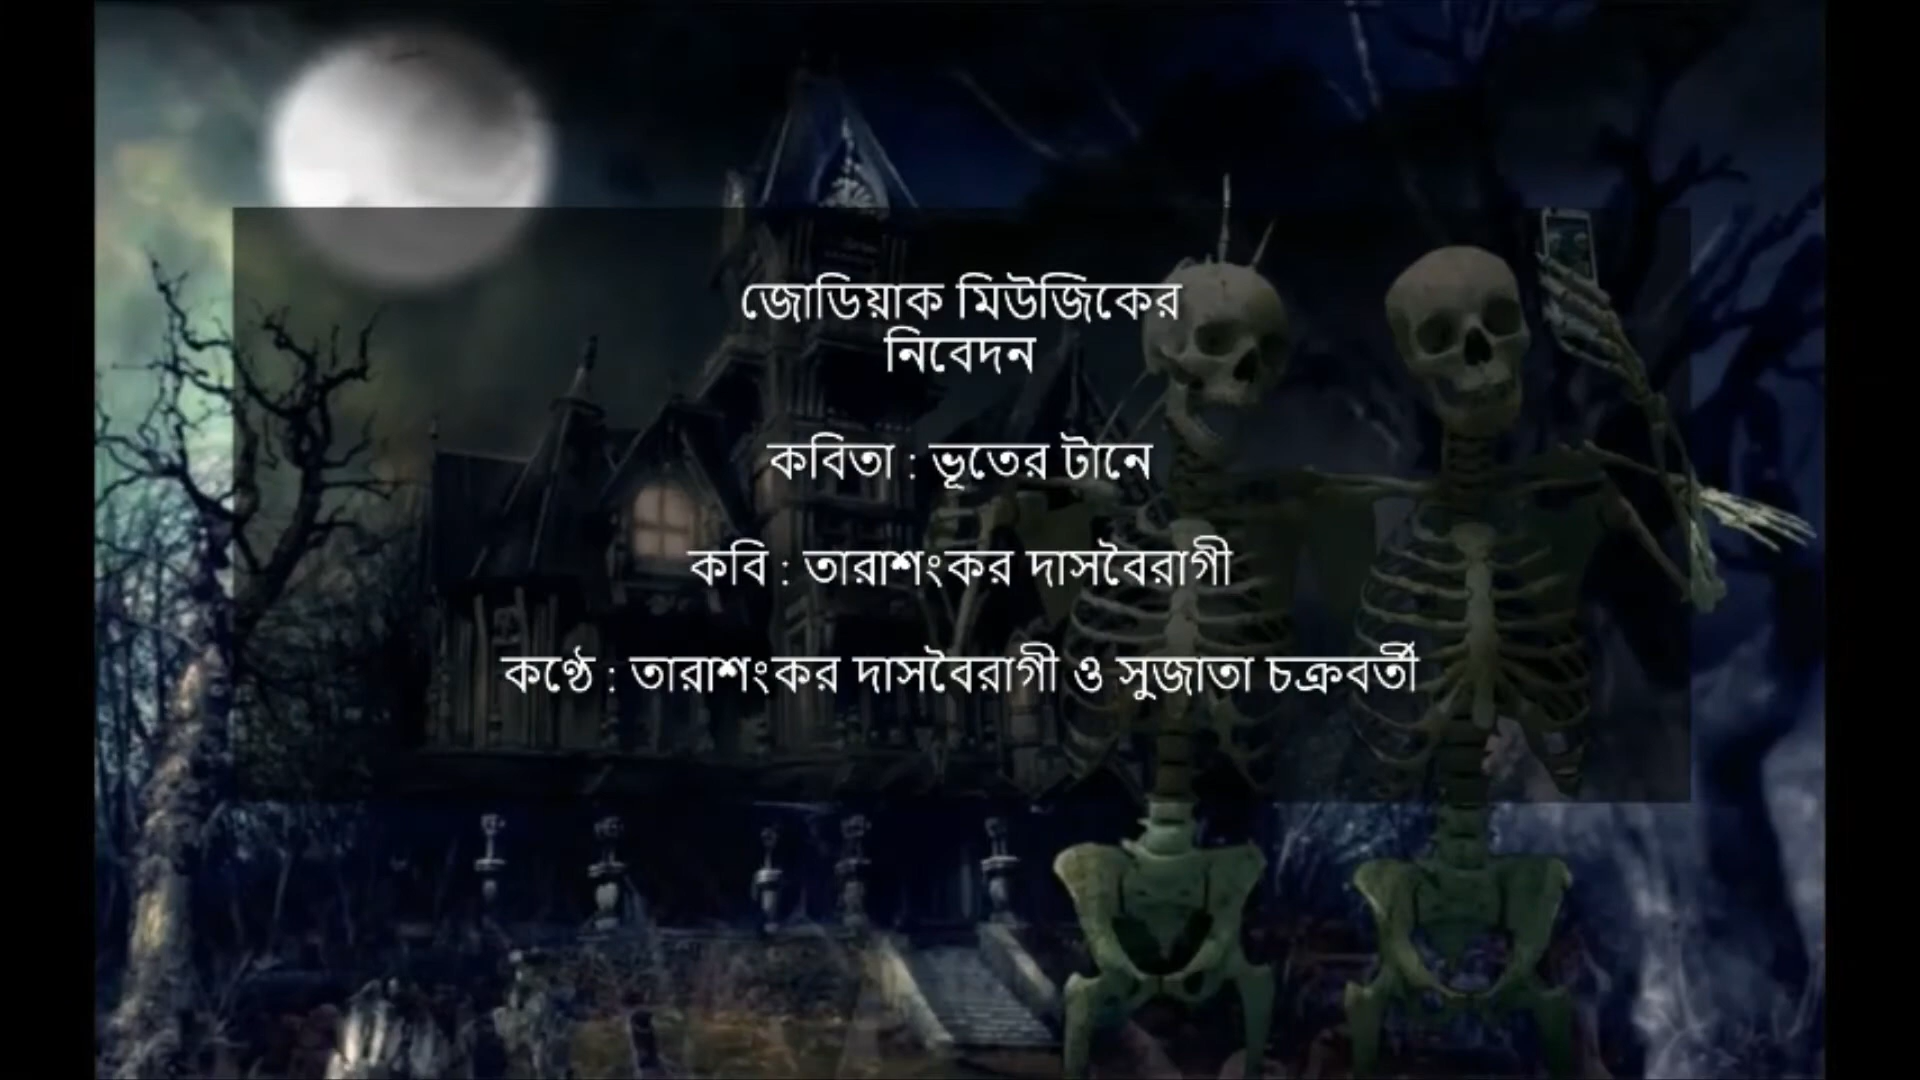 জোডিয়াক মিউজিকের
নিবেদন
কবিতা : ভূতের টানে
কবি : তারাশংকর দাসবৈরাগী
কণ্ঠে : তারাশংকর দাসবৈরাগী ও সুজাতা চক্রবর্তী